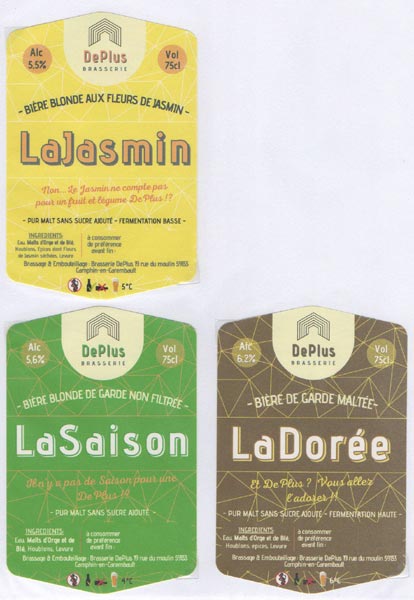 DePlus
BRASSERIE
Alc
5,5%
Vol
75cl
- BIÈRE BLONDE AUX FLEURS DE JASMIN -
LaJasmin
Non... Le Jasmin ne compte pas
pour un fruit et légume DePlus !?
- PUR MALT SANS SUCRE AJOUTÉ - FERMENTATION BASSE -
INGRÉDIENTS:
Eau, Malts d'Orge et de Blé,
Houblons, Epices dont Fleurs
de Jasmin séchées, Levure
à consommer
de préférence
avant fin :
Brassage & Embouteillage : Brasserie DePlus 19 rue du moulin 59133
Camphin-en-Carembault
5°C
DePlus
BRASSERIE
Alc
5,6%
Vol
75cl
- BIÈRE BLONDE DE GARDE NON FILTRÉE -
LaSaison
Il n'y a pas de Saison pour une
De Plus !?
- PUR MALT SANS SUCRE AJOUTÉ -
INGRÉDIENTS:
Eau, Malts d'Orge et de
Blé, Houblons, Levure
à consommer
de préférence
avant fin :
Brassage & Embouteillage : Brasserie DePlus 19 rue du moulin 59133
Camphin-en-Carembault
4°C
DePlus
BRASSERIE
Alc
6,2%
Vol
75cl
- BIÈRE DE GARDE MALTÉE-
LaDorée
Et DePlus ? Vous allez
l'adorer !!
- PUR MALT SANS SUCRE AJOUTÉ - FERMENTATION HAUTE -
INGRÉDIENTS:
Eau, Malts d'Orge et de Blé,
Houblons, epices, Levure
à consommer
de préférence
avant fin :
Brassage & Embouteillage : Brasserie DePlus 19 rue du moulin 59133
Camphin-en-Carembault